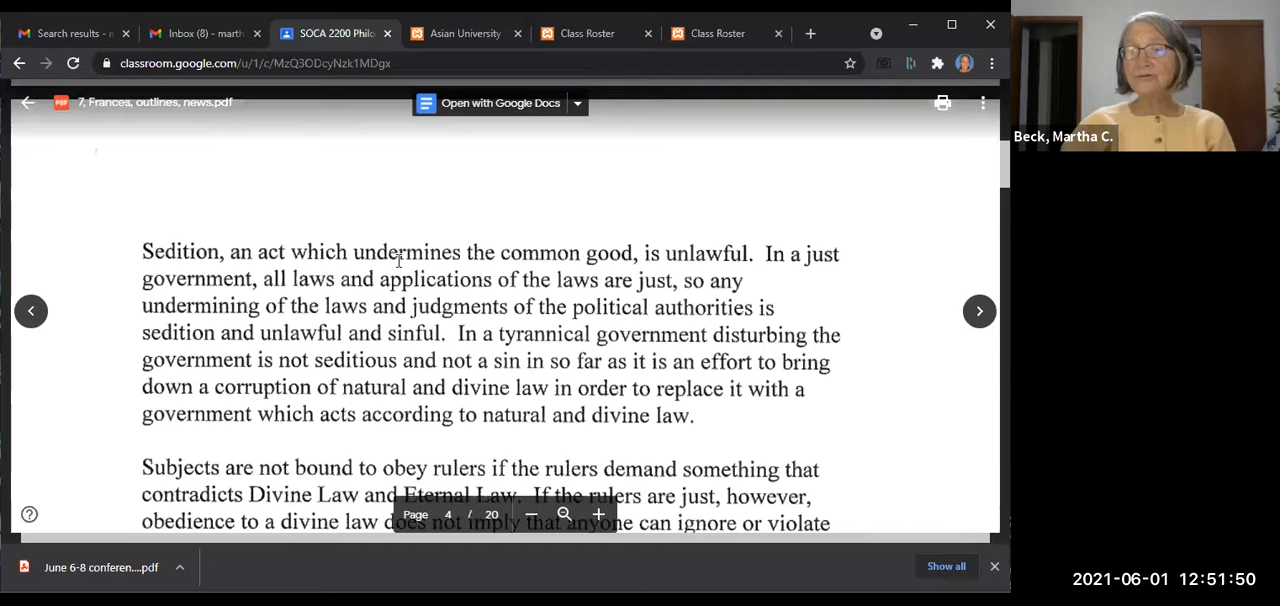 Search results - n
Inbox (8) - marth
SOCA 2200 Philo
Asian University
Class Roster
Class Roster
classroom.google.com/u/1/c/MzQ3ODcyNzk1MDgx
PDF
7, Frances, outlines, news.pdf
Open with Google Docs
Beck, Martha C.
Sedition, an act which undermines the common good, is unlawful. In a just
government, all laws and applications of the laws are just, so any
undermining of the laws and judgments of the political authorities is
sedition and unlawful and sinful. In a tyrannical government disturbing the
government is not seditious and not a sin in so far as it is an effort to bring
down a corruption of natural and divine law in order to replace it with a
government which acts according to natural and divine law.
Subjects are not bound to obey rulers if the rulers demand something that
contradicts Divine Law and Eternal Law. If the rulers are just, however,
obedience to a divine law does not imply that anyone can ignore or violate
Page 4 / 20
June 6-8 conferen....pdf
Show all
2021-06-01 12:51:50